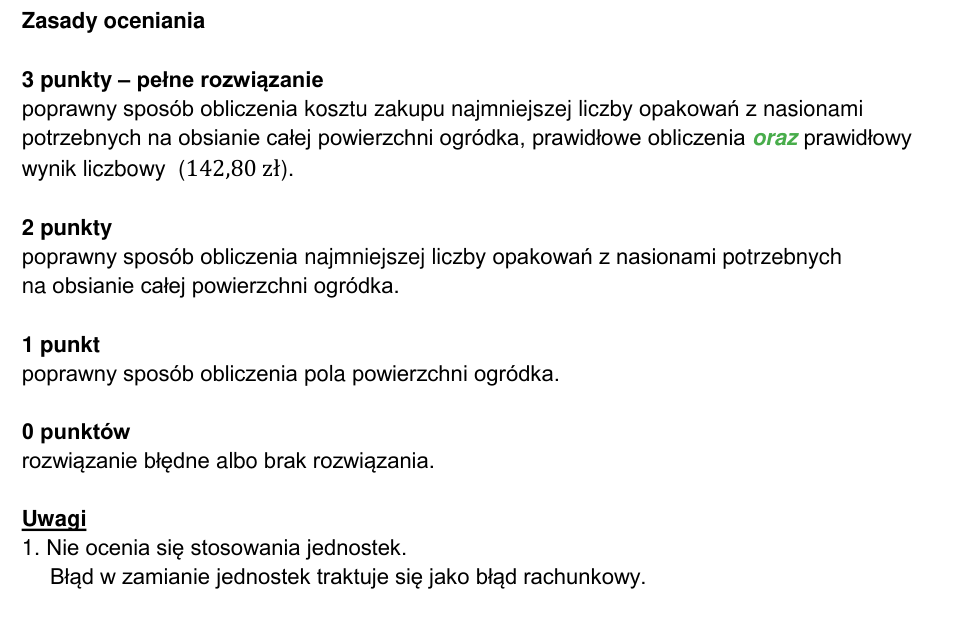 Zasady oceniania
3 punkty – pełne rozwiązanie
poprawny sposób obliczenia kosztu zakupu najmniejszej liczby opakowań z nasionami
potrzebnych na obsianie całej powierzchni ogródka, prawidłowe obliczenia oraz prawidłowy
wynik liczbowy (142,80 zł).
2 punkty
poprawny sposób obliczenia najmniejszej liczby opakowań z nasionami potrzebnych
na obsianie całej powierzchni ogródka.
1 punkt
poprawny sposób obliczenia pola powierzchni ogródka.
0 punktów
rozwiązanie błędne albo brak rozwiązania.
Uwagi
1. Nie ocenia się stosowania jednostek.
Błąd w zamianie jednostek traktuje się jako błąd rachunkowy.